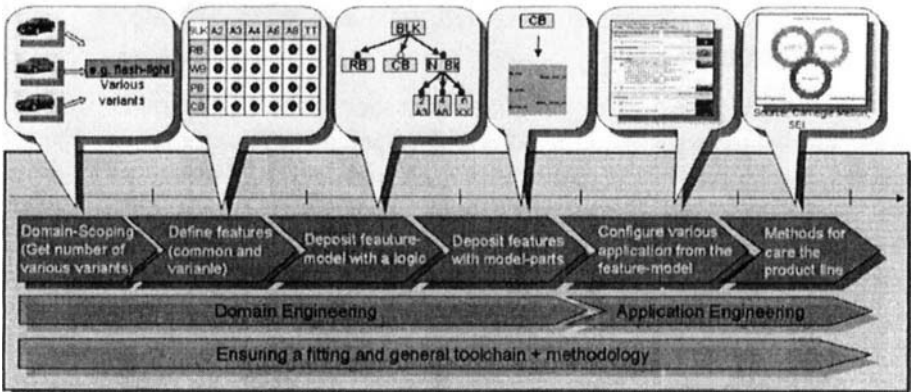 e.g. flash-light
Various
variants
BLK A2 A3 A4 A6 A8 TT
RB
WB
PB
CB
BLK
RB CB IN Bk
CB
Source: Carnegie Mellon,
SEI
Domain-Scoping
(Get number of
various variants)
Define features
(common and
varianle)
Deposit feauture-
model with a logic
Deposit features
with model-parts
Configure various
application from the
feature-model
Methods for
care the
product line
Domain Engineering
Application Engineering
Ensuring a fitting and general toolchain + methodology